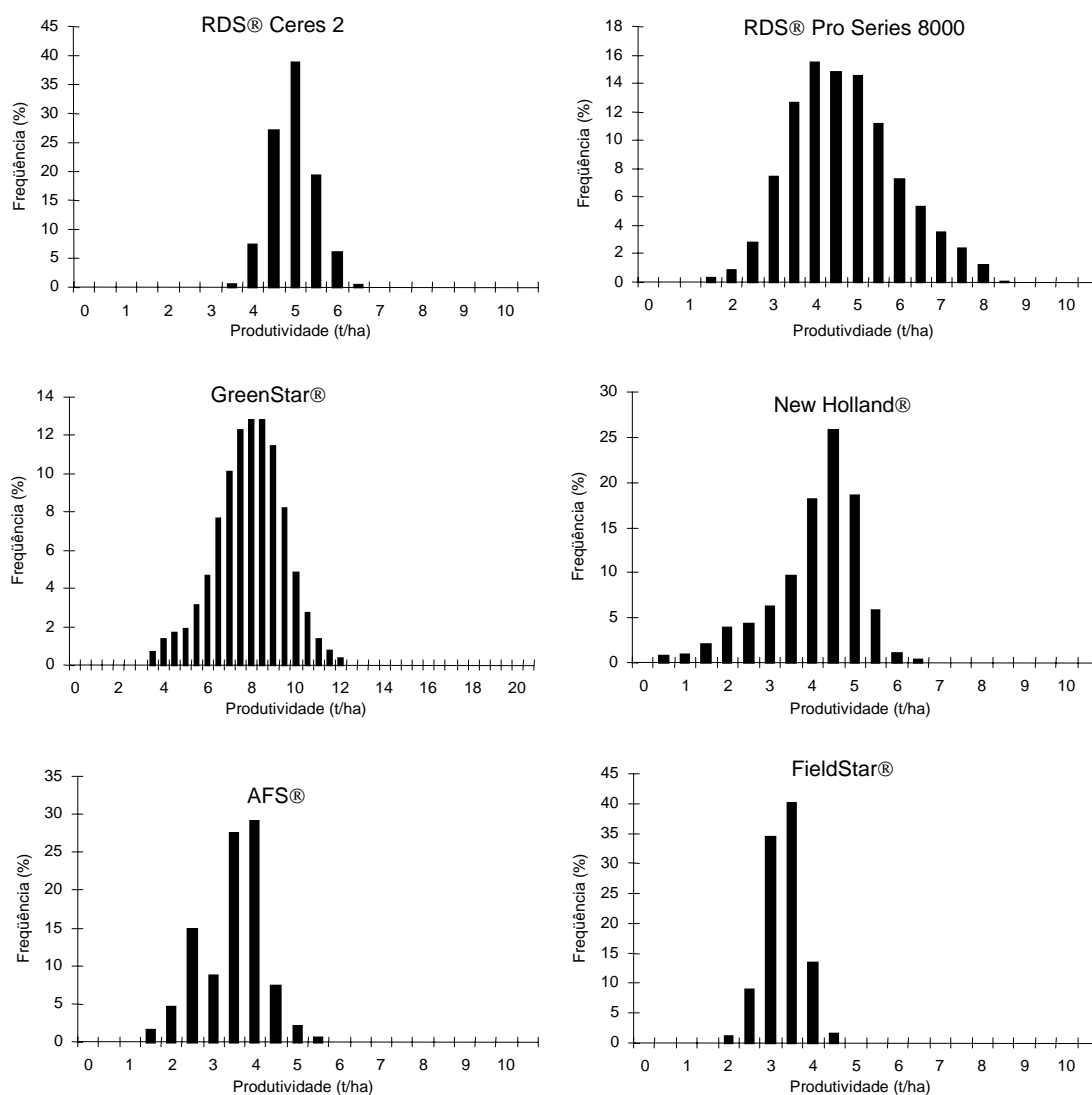 RDS® Ceres 2
45
40
35
30
25
20
15
10
5
0
Freqüência (%)
0 1 2 3 4 5 6 7 8 9 10
Produtividade (t/ha)
RDS® Pro Series 8000
18
16
14
12
10
8
6
4
2
0
Freqüência (%)
0 1 2 3 4 5 6 7 8 9 10
Produtivdiade (t/ha)
GreenStar®
14
12
10
8
6
4
2
0
Freqüência (%)
0 2 4 6 8 10 12 14 16 18 20
Produtividade (t/ha)
New Holland®
30
25
20
15
10
5
0
Freqüência (%)
0 1 2 3 4 5 6 7 8 9 10
Produtividade (t/ha)
AFS®
35
30
25
20
15
10
5
0
Freqüência (%)
0 1 2 3 4 5 6 7 8 9 10
Produtividade (t/ha)
FieldStar®
45
40
35
30
25
20
15
10
5
0
Freqüência (%)
0 1 2 3 4 5 6 7 8 9 10
Produtividade (t/ha)